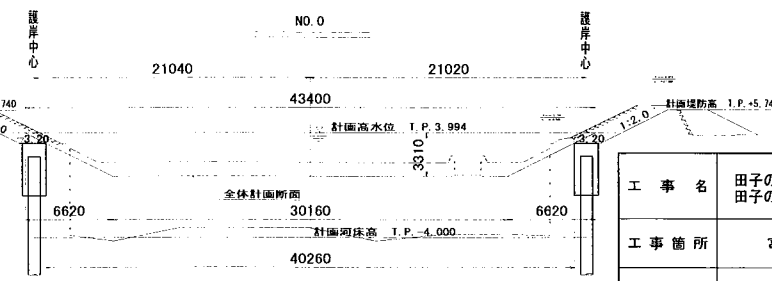 護岸中心
NO.0
護岸中心
21040
21020
43400
740
計画堤防高 T.P.+5.74
計画高水位 T.P.3.994
3.20
3.20
1:2.0
3310
全体計画断面
6620
30160
6620
計画河床高 T.P.-4.000
40260
工事名
田子の
田子の
工事箇所